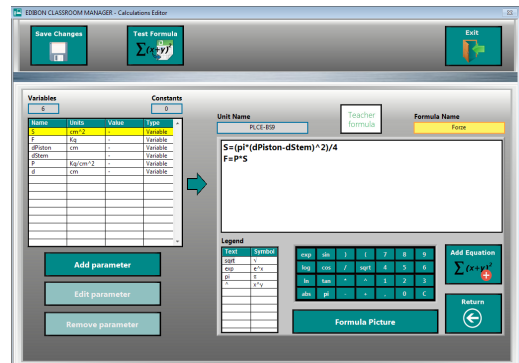 EDIBON CLASSROOM MANAGER - Calculations Editor
Save Changes
Test Formula
∑(x+y)²
Exit
Variables
Constants
6
0
Name Units Value Type
S cm^2 - Variable
F Kg - Variable
dPiston cm - Variable
dStem - Variable
P Kg/cm^2 - Variable
d cm - Variable
Add parameter
Edit parameter
Remove parameter
Unit Name
PLCE-BS9
Teacher
formula
Formula Name
Force
S=(pi*(dPiston-dStem)^2)/4
F=P*S
Legend
Text Symbol
sqrt √
exp e^x
pi π
^ x^y
exp sin ) ( 7 8 9
log cos / sqrt 4 5 6
ln tan * ^ 1 2 3
abs pi - + . 0 C
Formula Picture
Add Equation
∑(x+y)²
Return